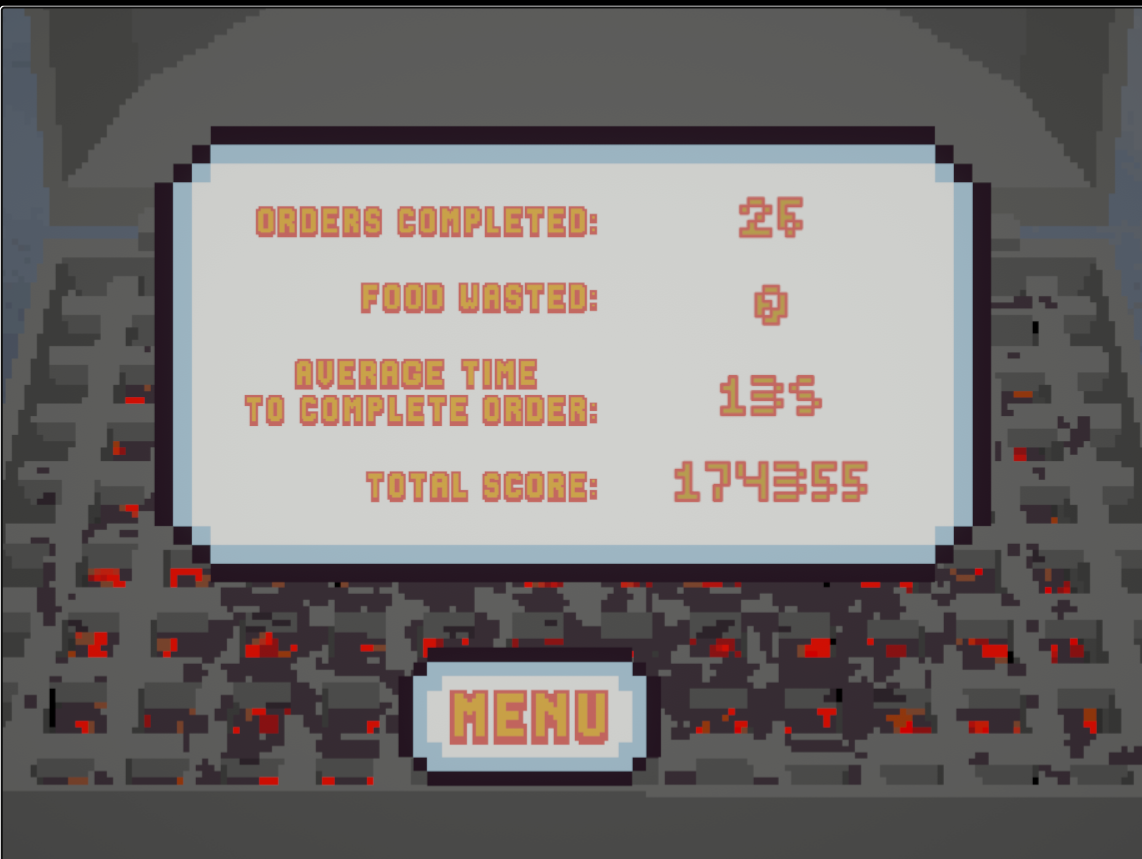 ORDERS COMPLETED: 26
FOOD WASTED: 0
AVERAGE TIME
TO COMPLETE ORDER: 13s
TOTAL SCORE: 174355
MENU